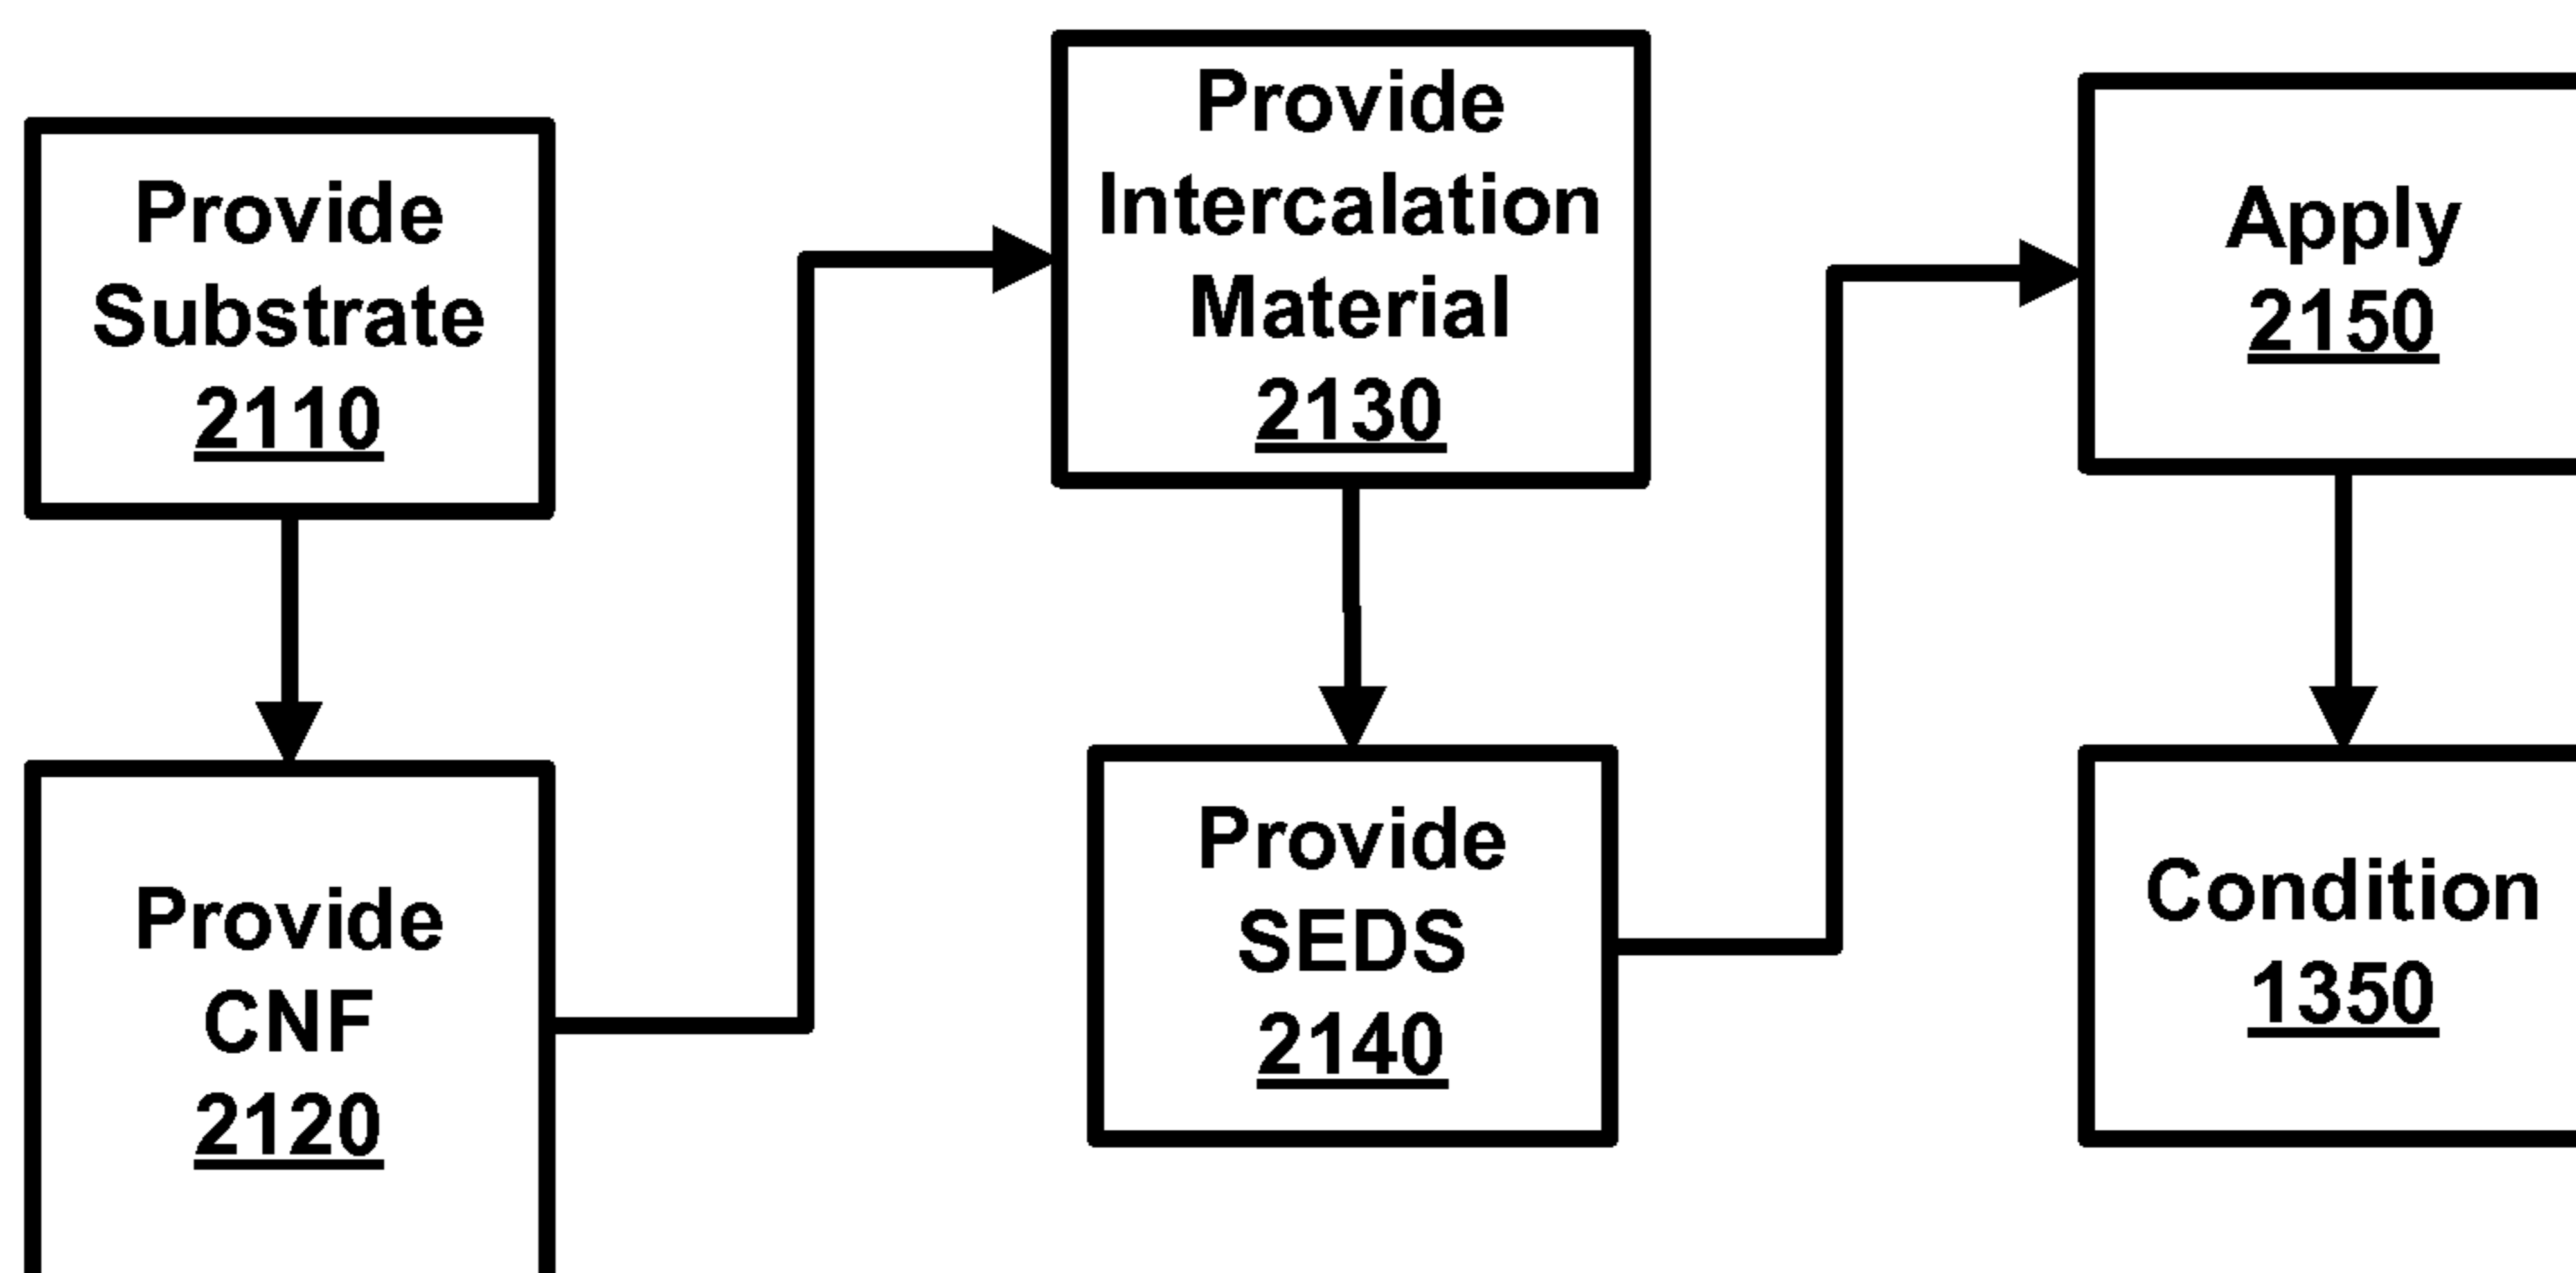 Provide
Substrate
2110
Provide
CNF
2120
Provide
Intercalation
Material
2130
Provide
SEDS
2140
Apply
2150
Condition
1350